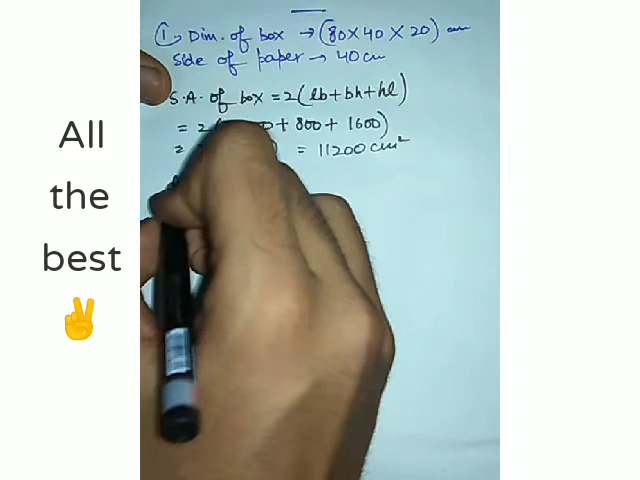 All
the
best
✌
1, Dim. of box → (80 X 40 X 20) cm
side of paper → 40 cm
S.A. of box = 2(lb + bh + hl)
= 2 + 800 + 1600)
= = 11200 cm²